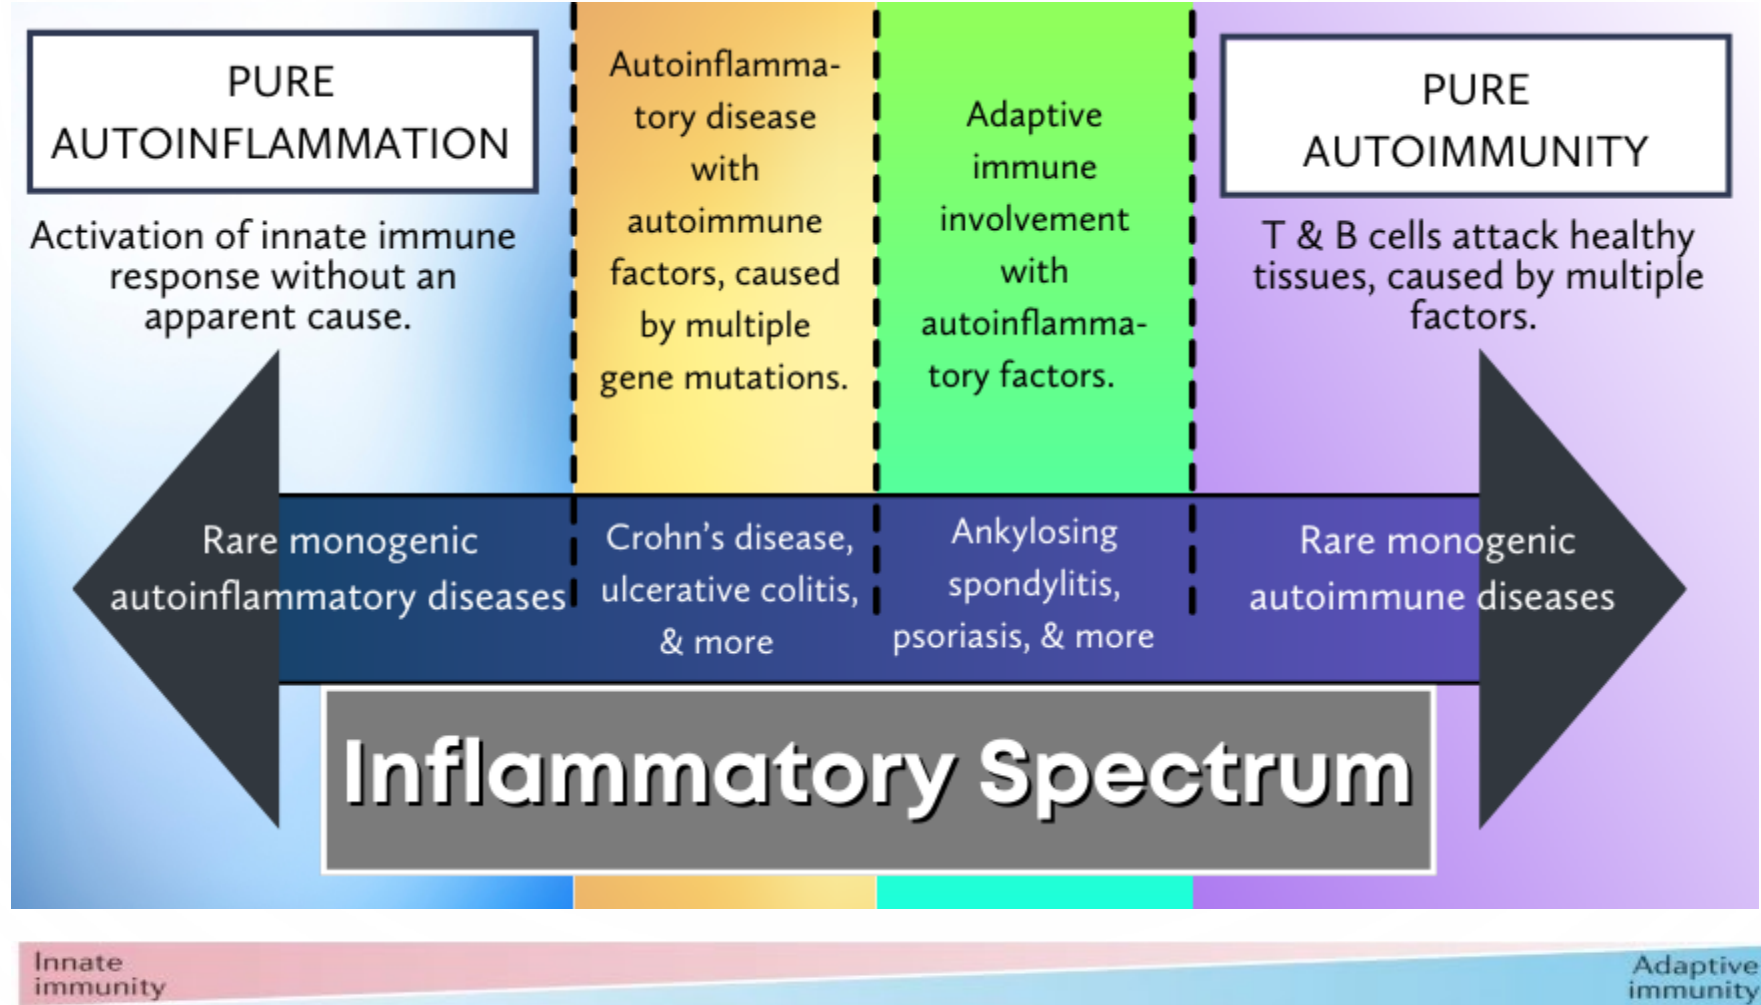 PURE
AUTOINFLAMMATION
Activation of innate immune
response without an
apparent cause.
Autoinflamma-
tory disease
with
autoimmune
factors, caused
by multiple
gene mutations.
Adaptive
immune
involvement
with
autoinflamma-
tory factors.
PURE
AUTOIMMUNITY
T & B cells attack healthy
tissues, caused by multiple
factors.
Rare monogenic
autoinflammatory diseases
Crohn’s disease,
ulcerative colitis,
& more
Ankylosing
spondylitis,
psoriasis, & more
Rare monogenic
autoimmune diseases
Inflammatory Spectrum
Innate
immunity
Adaptive
immunity